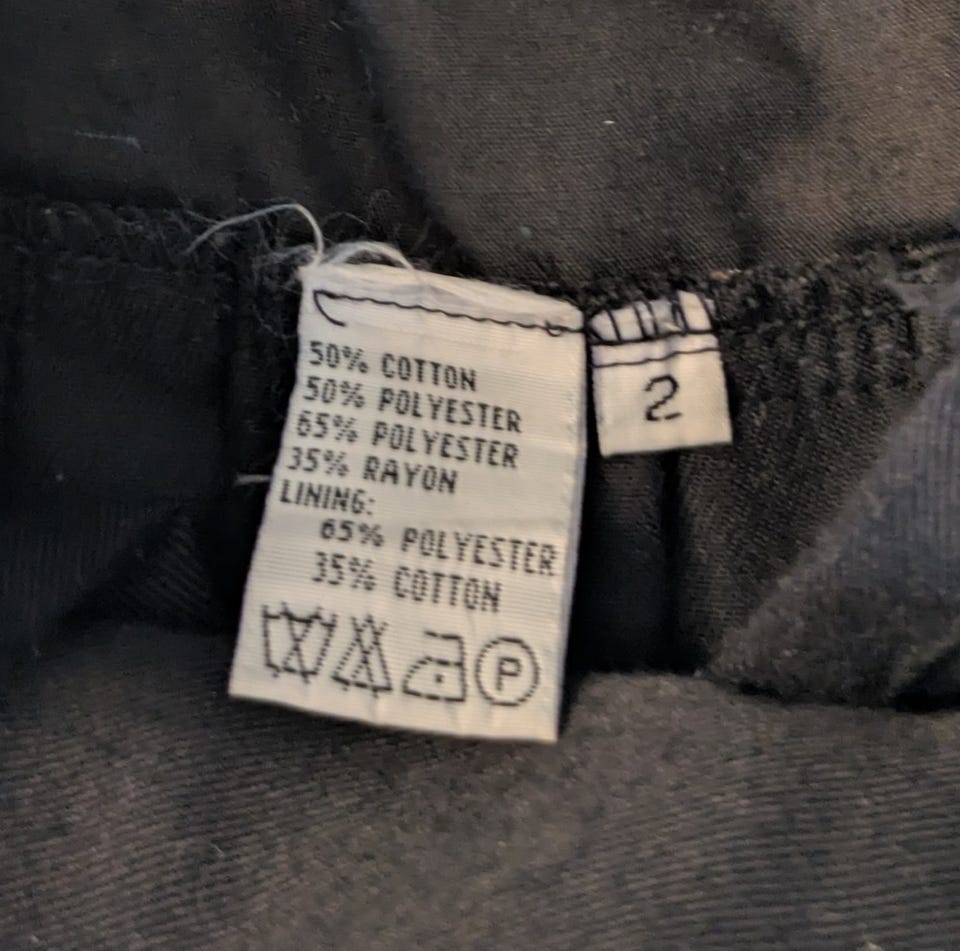 50% COTTON
50% POLYESTER
65% POLYESTER
35% RAYON
LINING:
65% POLYESTER
35% COTTON
P
2